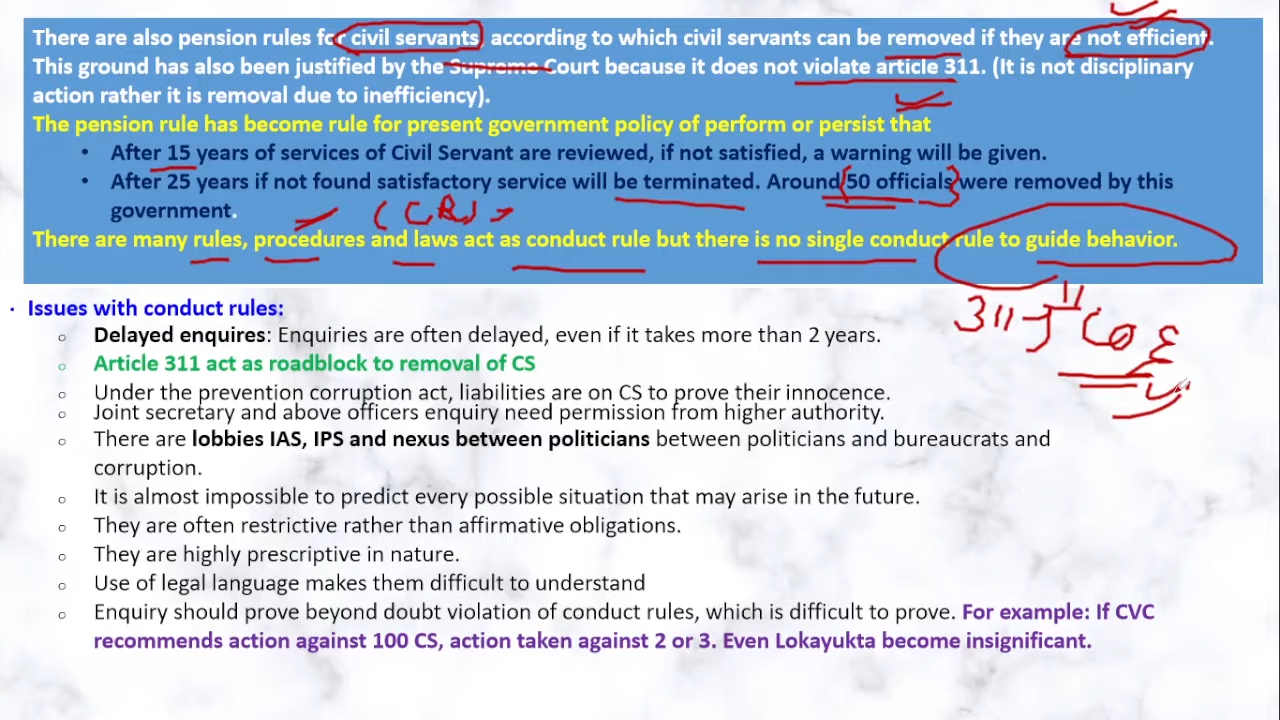 There are also pension rules for civil servants, according to which civil servants can be removed if they are not efficient.
This ground has also been justified by the Supreme Court because it does not violate article 311. (It is not disciplinary
action rather it is removal due to inefficiency).
The pension rule has become rule for present government policy of perform or persist that
• After 15 years of services of Civil Servant are reviewed, if not satisfied, a warning will be given.
• After 25 years if not found satisfactory service will be terminated. Around 50 officials were removed by this
government.
(CR)
There are many rules, procedures and laws act as conduct rule but there is no single conduct rule to guide behavior.
· Issues with conduct rules:
311
CoE
○ Delayed enquires: Enquiries are often delayed, even if it takes more than 2 years.
○ Article 311 act as roadblock to removal of CS
○ Under the prevention corruption act, liabilities are on CS to prove their innocence.
○ Joint secretary and above officers enquiry need permission from higher authority.
○ There are lobbies IAS, IPS and nexus between politicians between politicians and bureaucrats and
corruption.
○ It is almost impossible to predict every possible situation that may arise in the future.
○ They are often restrictive rather than affirmative obligations.
○ They are highly prescriptive in nature.
○ Use of legal language makes them difficult to understand
○ Enquiry should prove beyond doubt violation of conduct rules, which is difficult to prove. For example: If CVC
recommends action against 100 CS, action taken against 2 or 3. Even Lokayukta become insignificant.